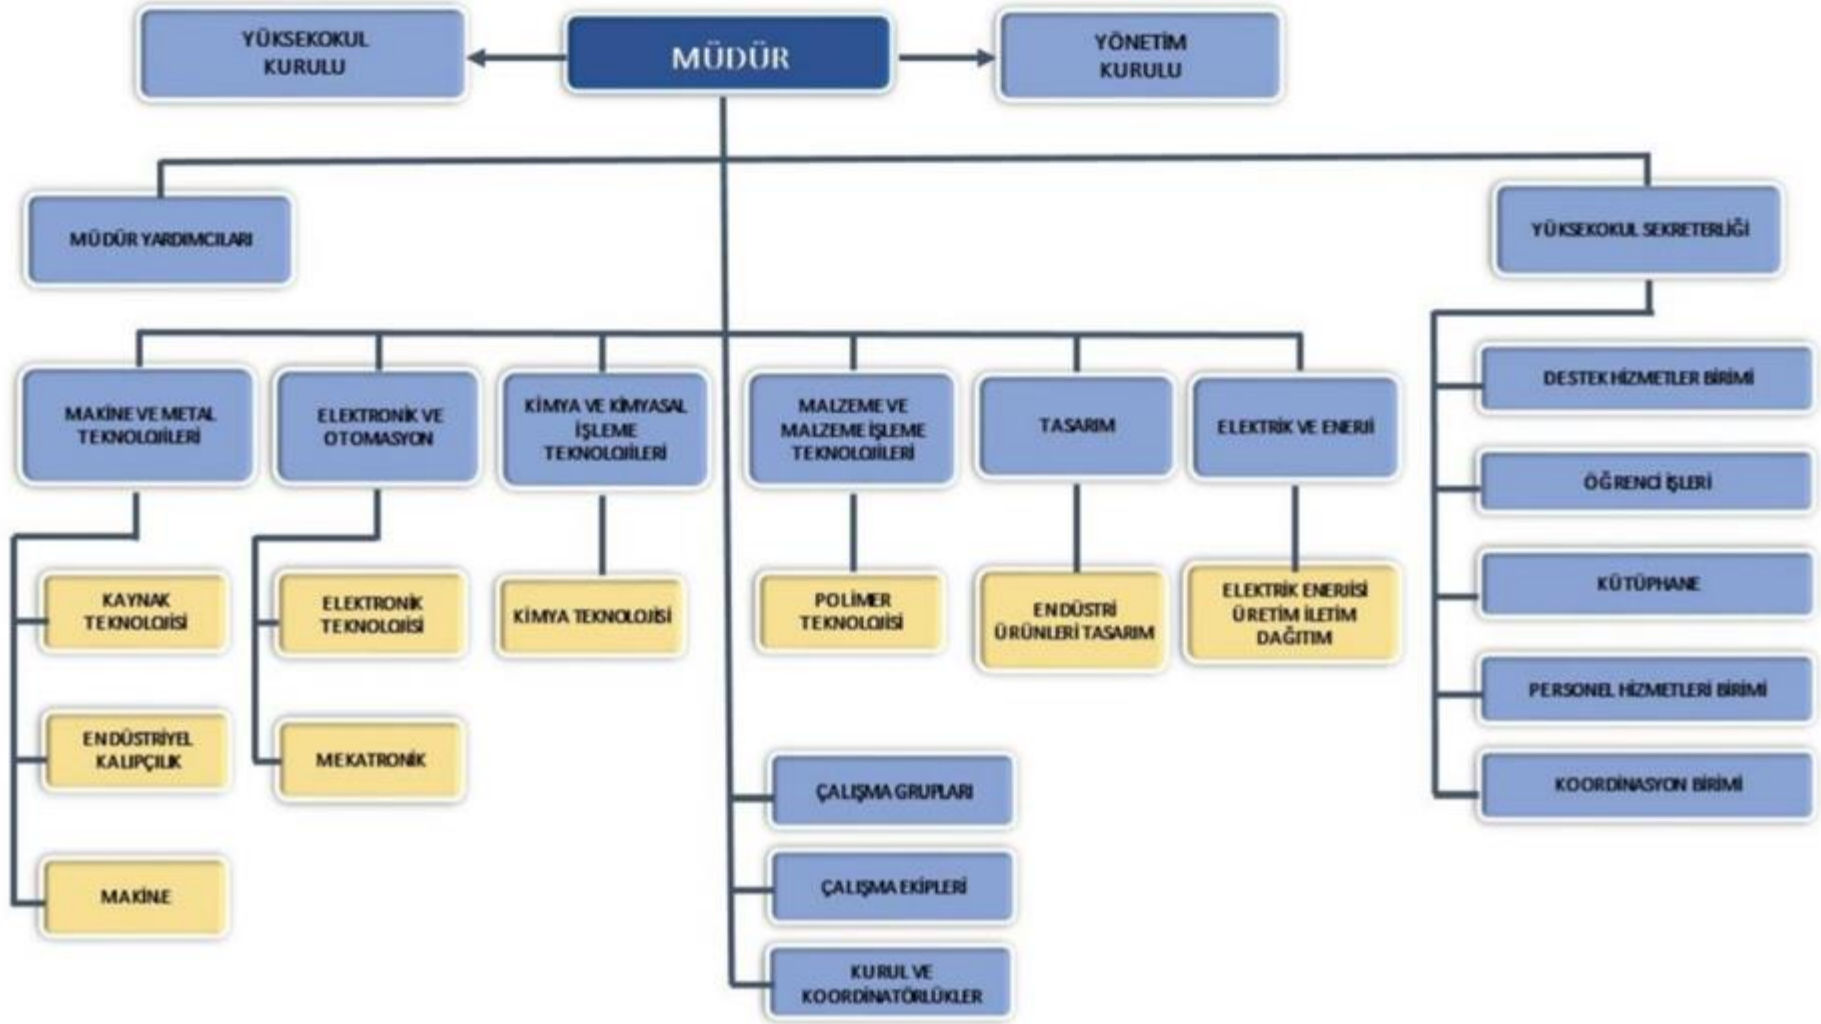 YÜKSEKOKUL
KURULU
MÜDÜR
YÖNETİM
KURULU
MÜDÜR YARDIMCILARI
YÜKSEKOKUL SEKRETERLİĞİ
MAKİNE VE METAL
TEKNOLOJİLERİ
ELEKTRONİK VE
OTOMASYON
KİMYA VE KİMYASAL
İŞLEME
TEKNOLOJİLERİ
MALZEME VE
MALZEME İŞLEME
TEKNOLOJİLERİ
TASARIM
ELEKTRİK VE ENERJİ
KAYNAK
TEKNOLOJİSİ
ENDÜSTRİYEL
KALIPÇILIK
MAKİNE
ELEKTRONİK
TEKNOLOJİSİ
MEKATRONİK
KİMYA TEKNOLOJİSİ
POLİMER
TEKNOLOJİSİ
ENDÜSTRİ
ÜRÜNLERİ TASARIM
ELEKTRİK ENERJİSİ
ÜRETİM İLETİM
DAĞITIM
ÇALIŞMA GRUPLARI
ÇALIŞMA EKİPLERİ
KURUL VE
KOORDİNATÖRLÜKLER
DESTEK HİZMETLER BİRİMİ
ÖĞRENCİ İŞLERİ
KÜTÜPHANE
PERSONEL HİZMETLERİ BİRİMİ
KOORDİNASYON BİRİMİ